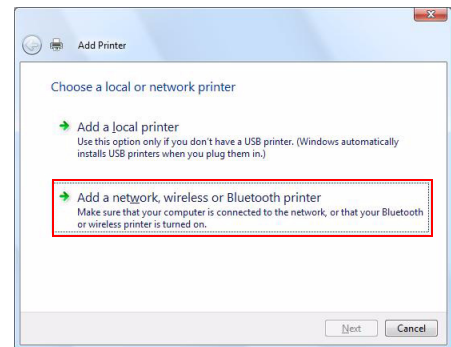 Add Printer
Choose a local or network printer
Add a local printer
Use this option only if you don't have a USB printer. (Windows automatically
installs USB printers when you plug them in.)
Add a network, wireless or Bluetooth printer
Make sure that your computer is connected to the network, or that your Bluetooth
or wireless printer is turned on.
Next Cancel